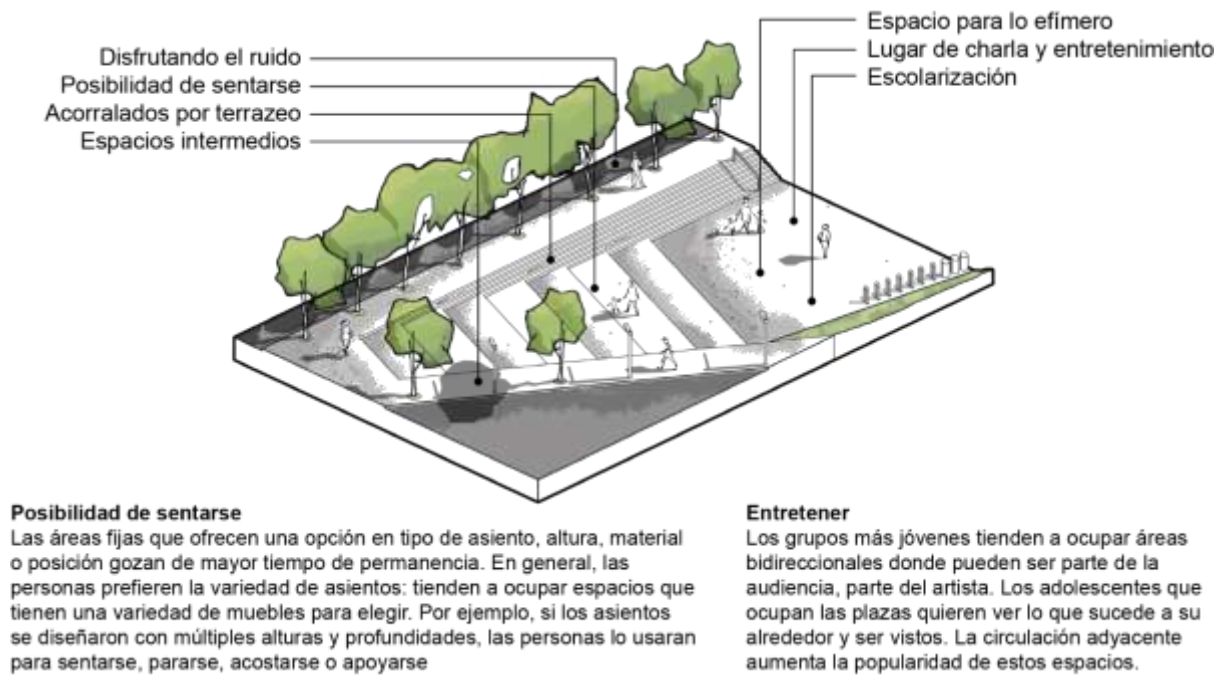 Disfrutando el ruido
Posibilidad de sentarse
Acorralados por terrazeo
Espacios intermedios
Espacio para lo efímero
Lugar de charla y entretenimiento
Escolarización
Posibilidad de sentarse
Las áreas fijas que ofrecen una opción en tipo de asiento, altura, material
o posición gozan de mayor tiempo de permanencia. En general, las
personas prefieren la variedad de asientos: tienden a ocupar espacios que
tienen una variedad de muebles para elegir. Por ejemplo, si los asientos
se diseñaron con múltiples alturas y profundidades, las personas lo usaran
para sentarse, pararse, acostarse o apoyarse
Entretener
Los grupos más jóvenes tienden a ocupar áreas
bidireccionales donde pueden ser parte de la
audiencia, parte del artista. Los adolescentes que
ocupan las plazas quieren ver lo que sucede a su
alrededor y ser vistos. La circulación adyacente
aumenta la popularidad de estos espacios.